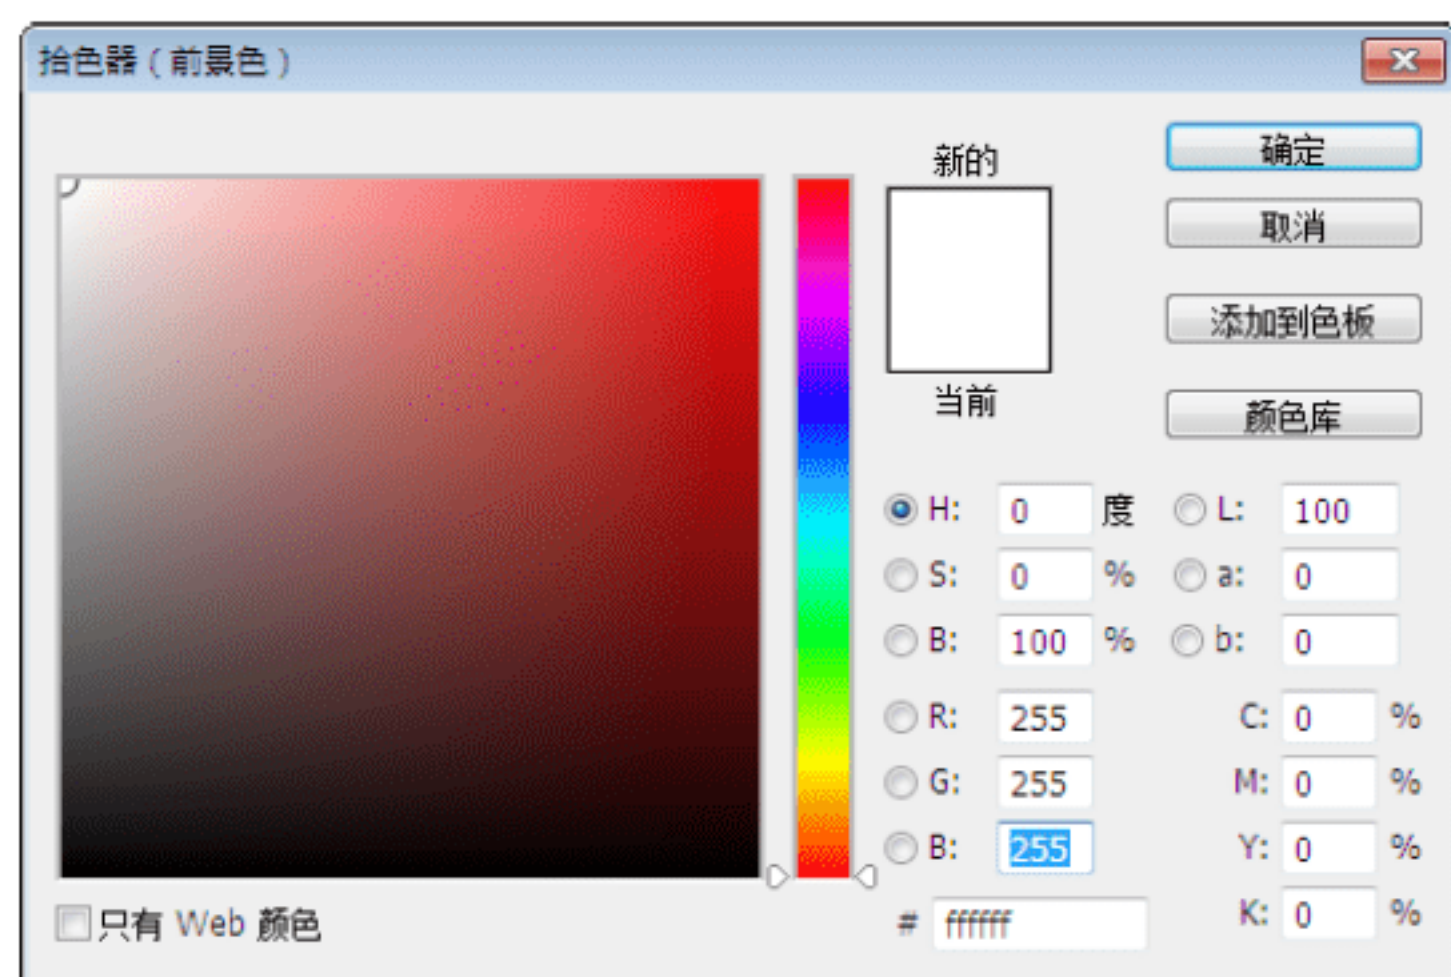 拾色器（前景色）
新的
当前
确定
取消
添加到色板
颜色库
H: 0 度
S: 0 %
B: 100 %
R: 255
G: 255
B: 255
# ffffff
L: 100
a: 0
b: 0
C: 0 %
M: 0 %
Y: 0 %
K: 0 %
只有 Web 颜色